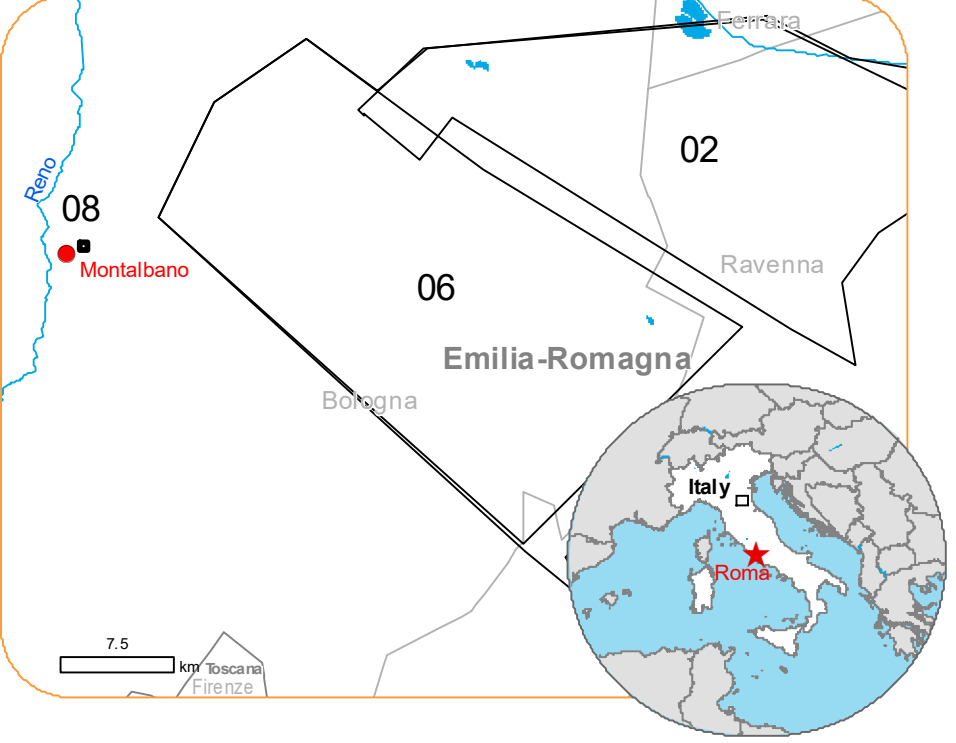 Ferrara
02
Reno
08
Montalbano
Ravenna
06
Emilia-Romagna
Bologna
Italy
Roma
7.5
km
Toscana
Firenze